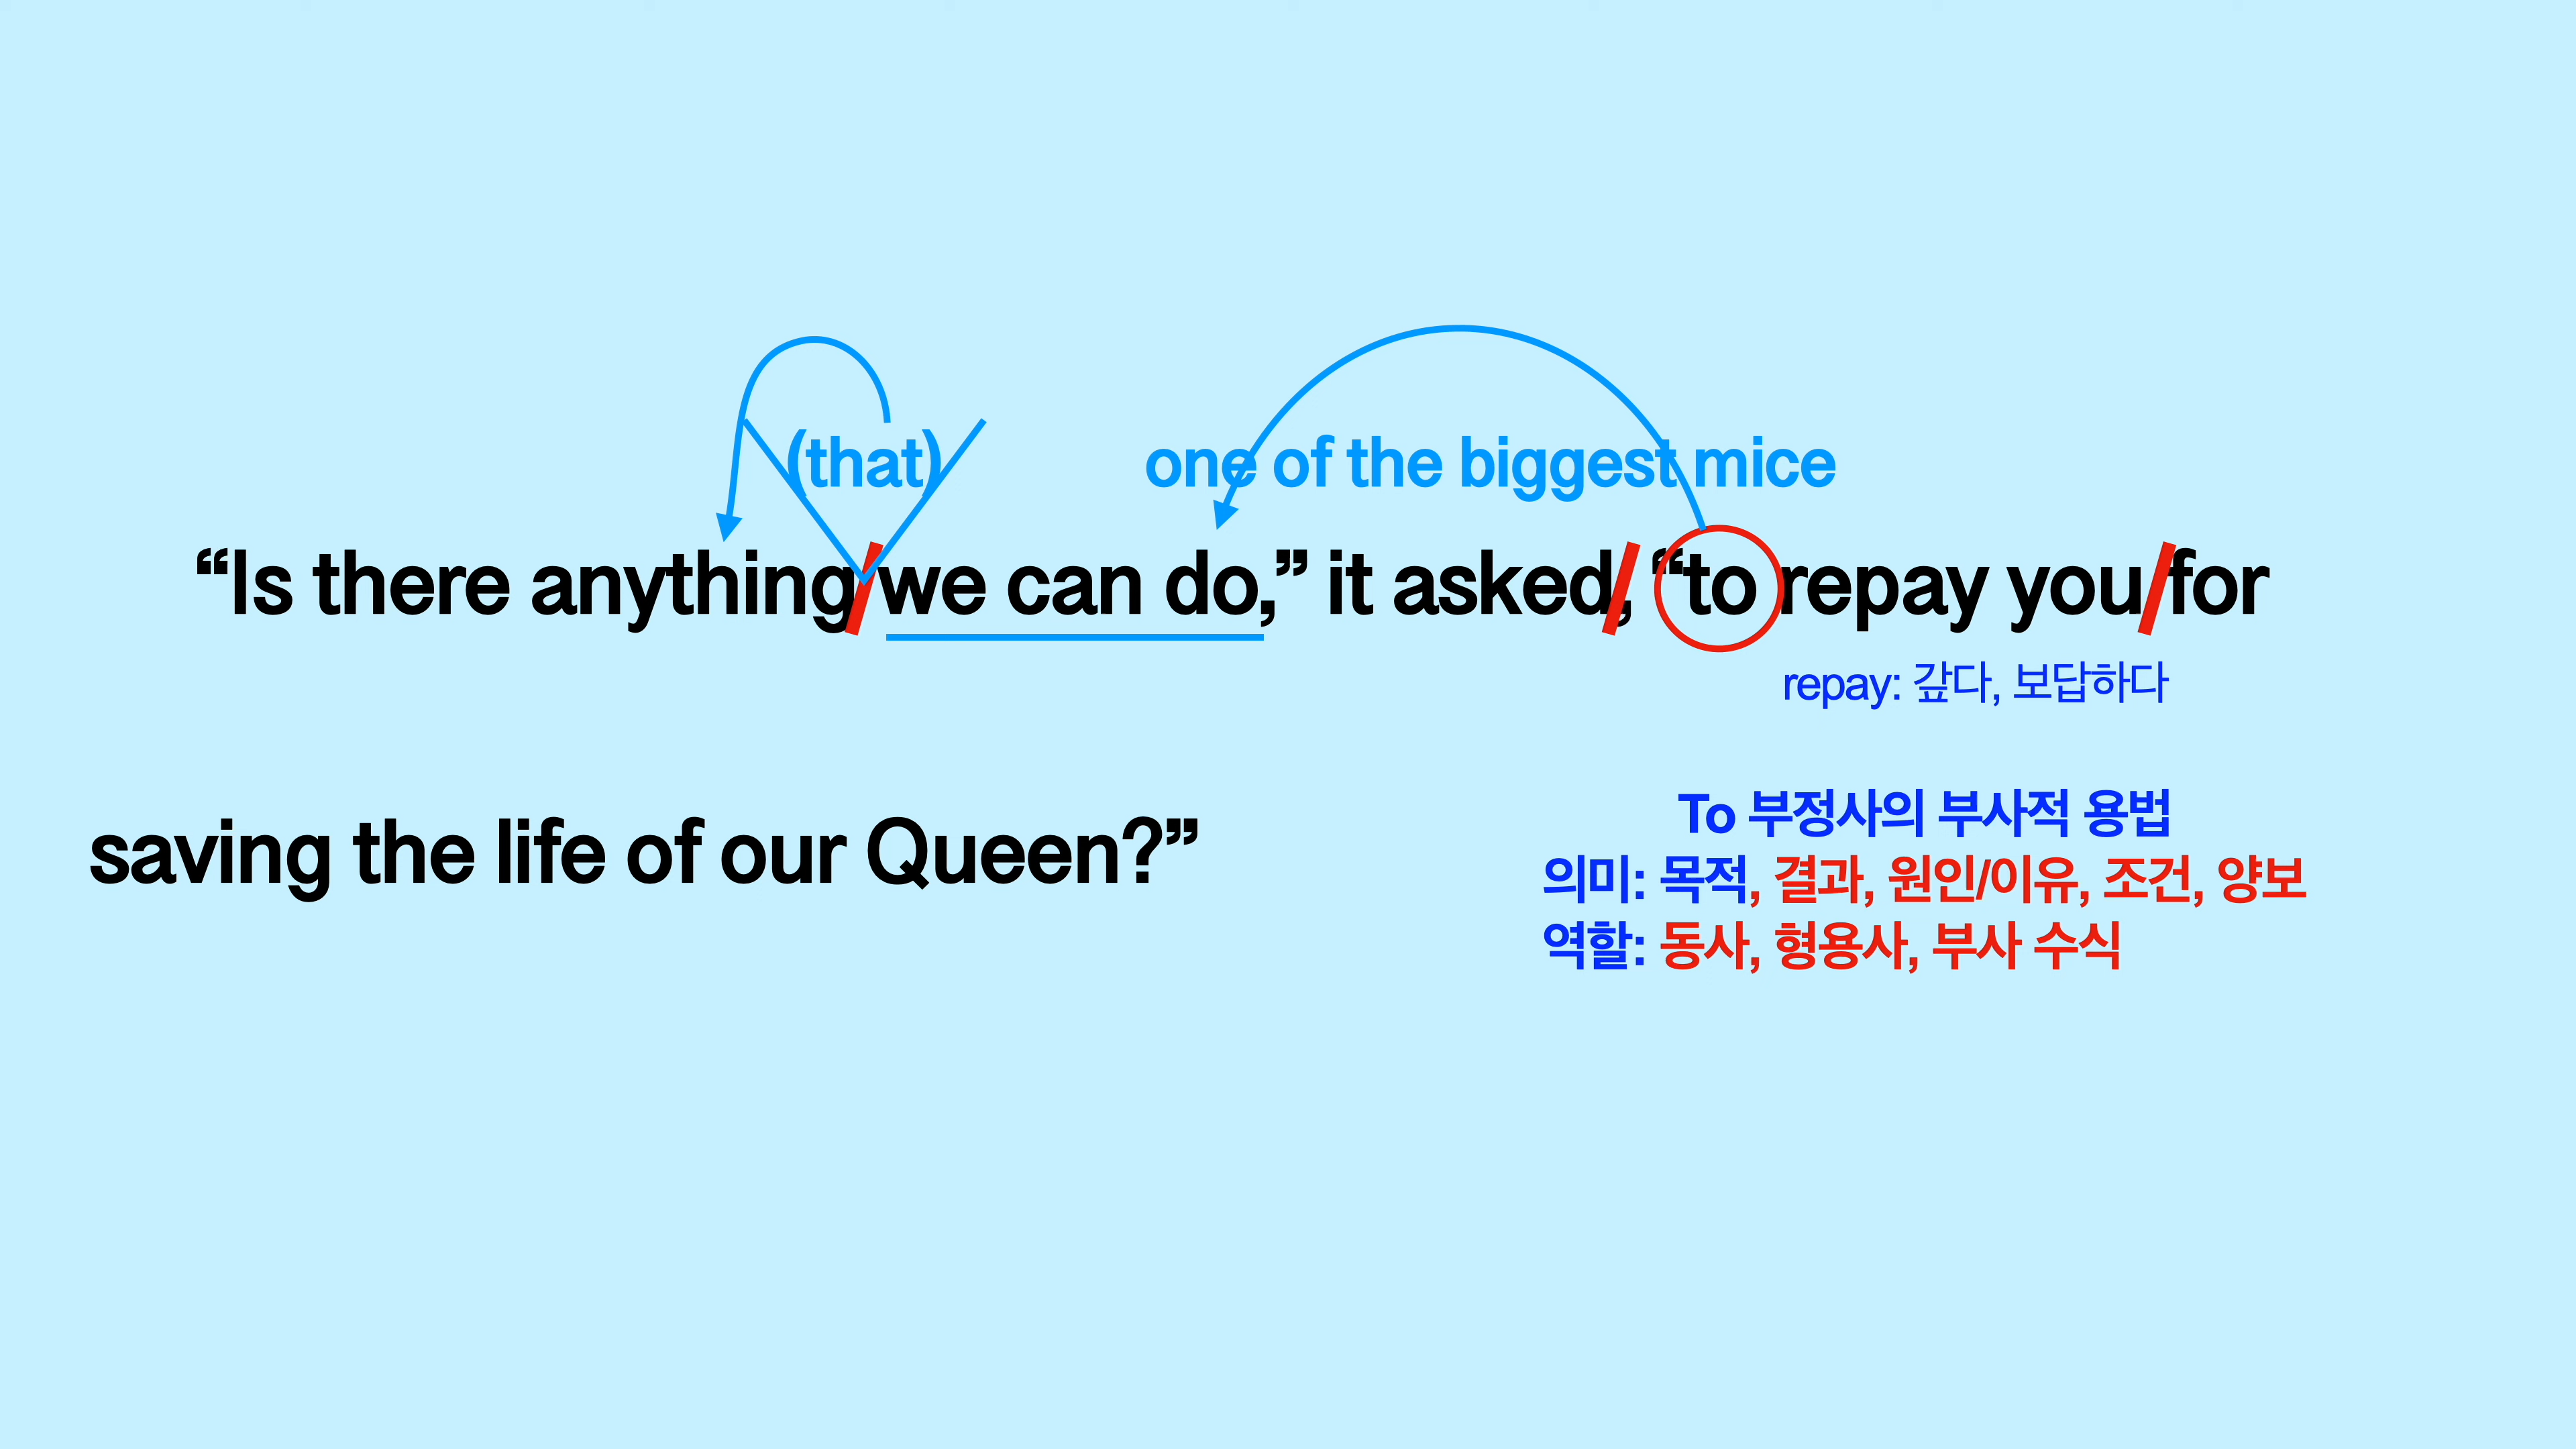 (that)
one of the biggest mice
“Is there anything/we can do,” it asked/, “to repay you/for
repay: 갚다, 보답하다
saving the life of our Queen?”
To 부정사의 부사적 용법
의미: 목적, 결과, 원인/이유, 조건, 양보
역할: 동사, 형용사, 부사 수식